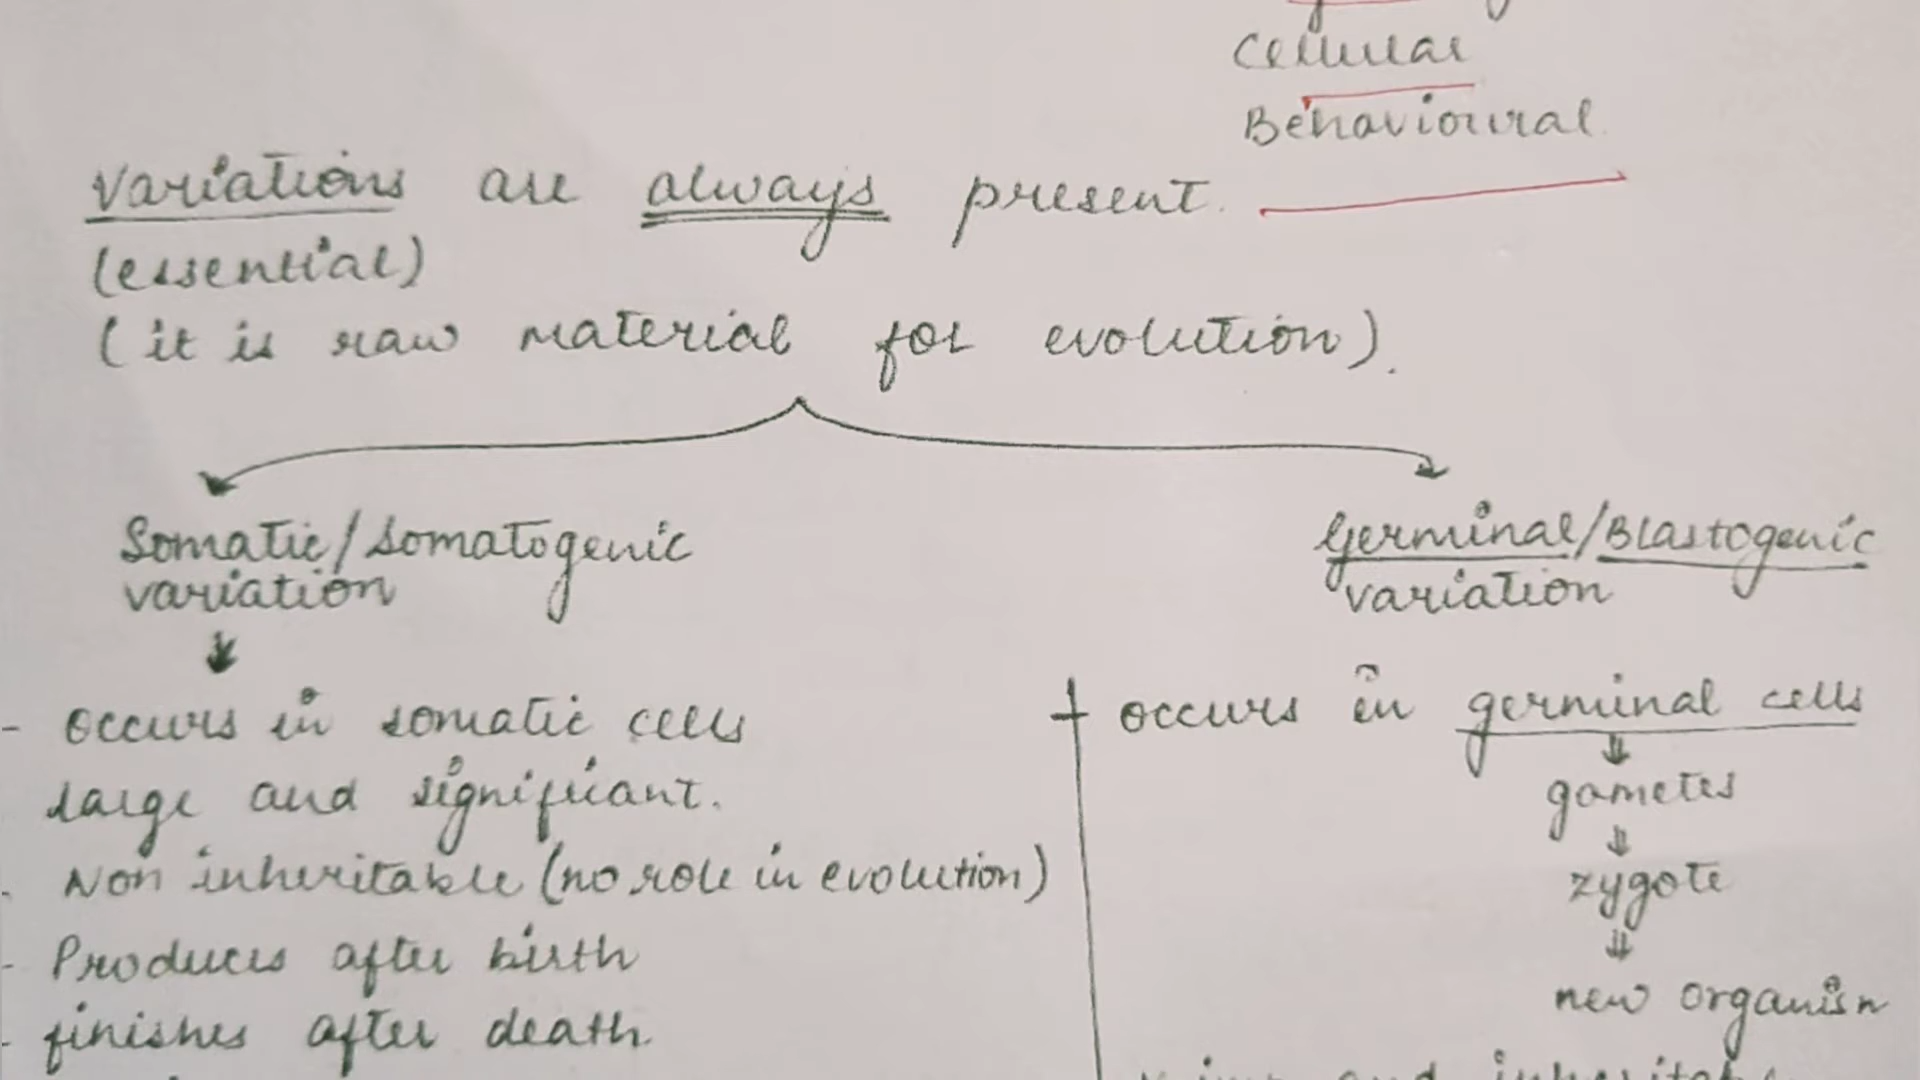 Cellular
Behavioural
Variations are always present.
(essential)
(it is raw material for evolution).
Somatic/Somatogenic
variation
Germinal/Blastogenic
variation
- occurs in somatic cells
large and significant.
- Non inheritable (no role in evolution)
- Produces after birth
- finishes after death
occurs in germinal cells
gametes
zygote
new organism
and inheritable